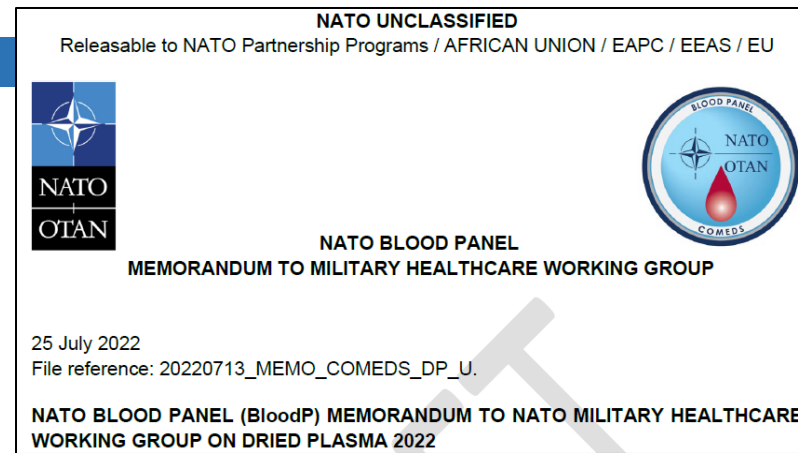 NATO UNCLASSIFIED
Releasable to NATO Partnership Programs / AFRICAN UNION / EAPC / EEAS / EU
NATO
OTAN
BLOOD PANEL
NATO
OTAN
COMEDS
NATO BLOOD PANEL
MEMORANDUM TO MILITARY HEALTHCARE WORKING GROUP
25 July 2022
File reference: 20220713_MEMO_COMEDS_DP_U.
NATO BLOOD PANEL (BloodP) MEMORANDUM TO NATO MILITARY HEALTHCARE
WORKING GROUP ON DRIED PLASMA 2022